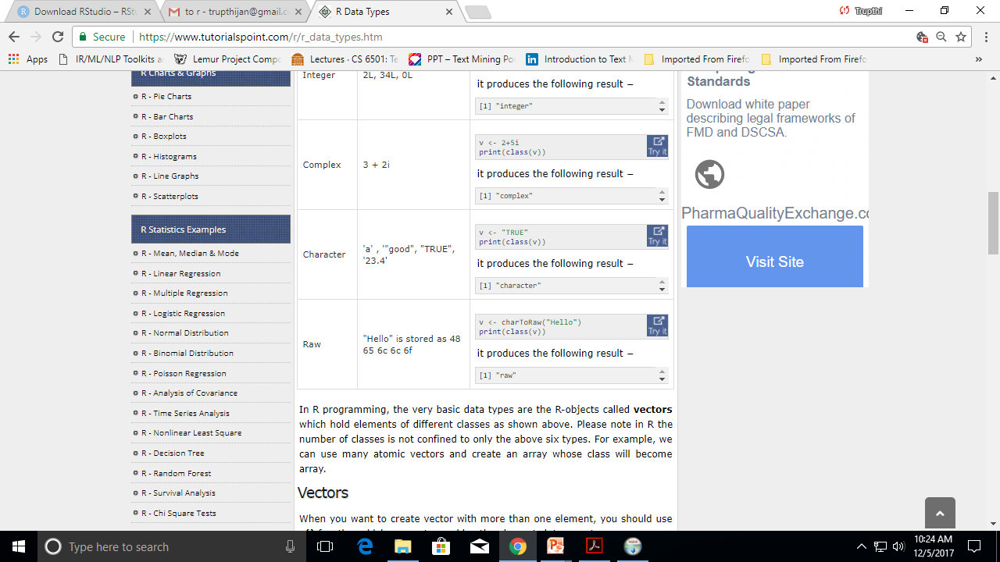 Download RStudio – RSt
to r - trupthijan@gmail.c
R Data Types
Trupthi
Secure
https://www.tutorialspoint.com/r/r_data_types.htm
Apps
IR/ML/NLP Toolkits a
Lemur Project Comp
Lectures · CS 6501: Te
PPT – Text Mining Po
Introduction to Text M
Imported From Firefo
Imported From Firefo
»
R Charts & Graphs
R - Pie Charts
R - Bar Charts
R - Boxplots
R - Histograms
R - Line Graphs
R - Scatterplots
R Statistics Examples
R - Mean, Median & Mode
R - Linear Regression
R - Multiple Regression
R - Logistic Regression
R - Normal Distribution
R - Binomial Distribution
R - Poisson Regression
R - Analysis of Covariance
R - Time Series Analysis
R - Nonlinear Least Square
R - Decision Tree
R - Random Forest
R - Survival Analysis
R - Chi Square Tests
Integer
2L, 34L, 0L
it produces the following result −
[1] "integer"
Complex
3 + 2i
v <- 2+5i
print(class(v))
Try it
it produces the following result −
[1] "complex"
Character
'a' , '"good", "TRUE",
'23.4'
v <- "TRUE"
print(class(v))
Try it
it produces the following result −
[1] "character"
Raw
"Hello" is stored as 48
65 6c 6c 6f
v <- charToRaw("Hello")
print(class(v))
Try it
it produces the following result −
[1] "raw"
In R programming, the very basic data types are the R-objects called vectors
which hold elements of different classes as shown above. Please note in R the
number of classes is not confined to only the above six types. For example, we
can use many atomic vectors and create an array whose class will become
array.
Vectors
When you want to create vector with more than one element, you should use
Standards
Download white paper
describing legal frameworks of
FMD and DSCSA.
PharmaQualityExchange.co
Visit Site
Type here to search
10:24 AM
12/5/2017